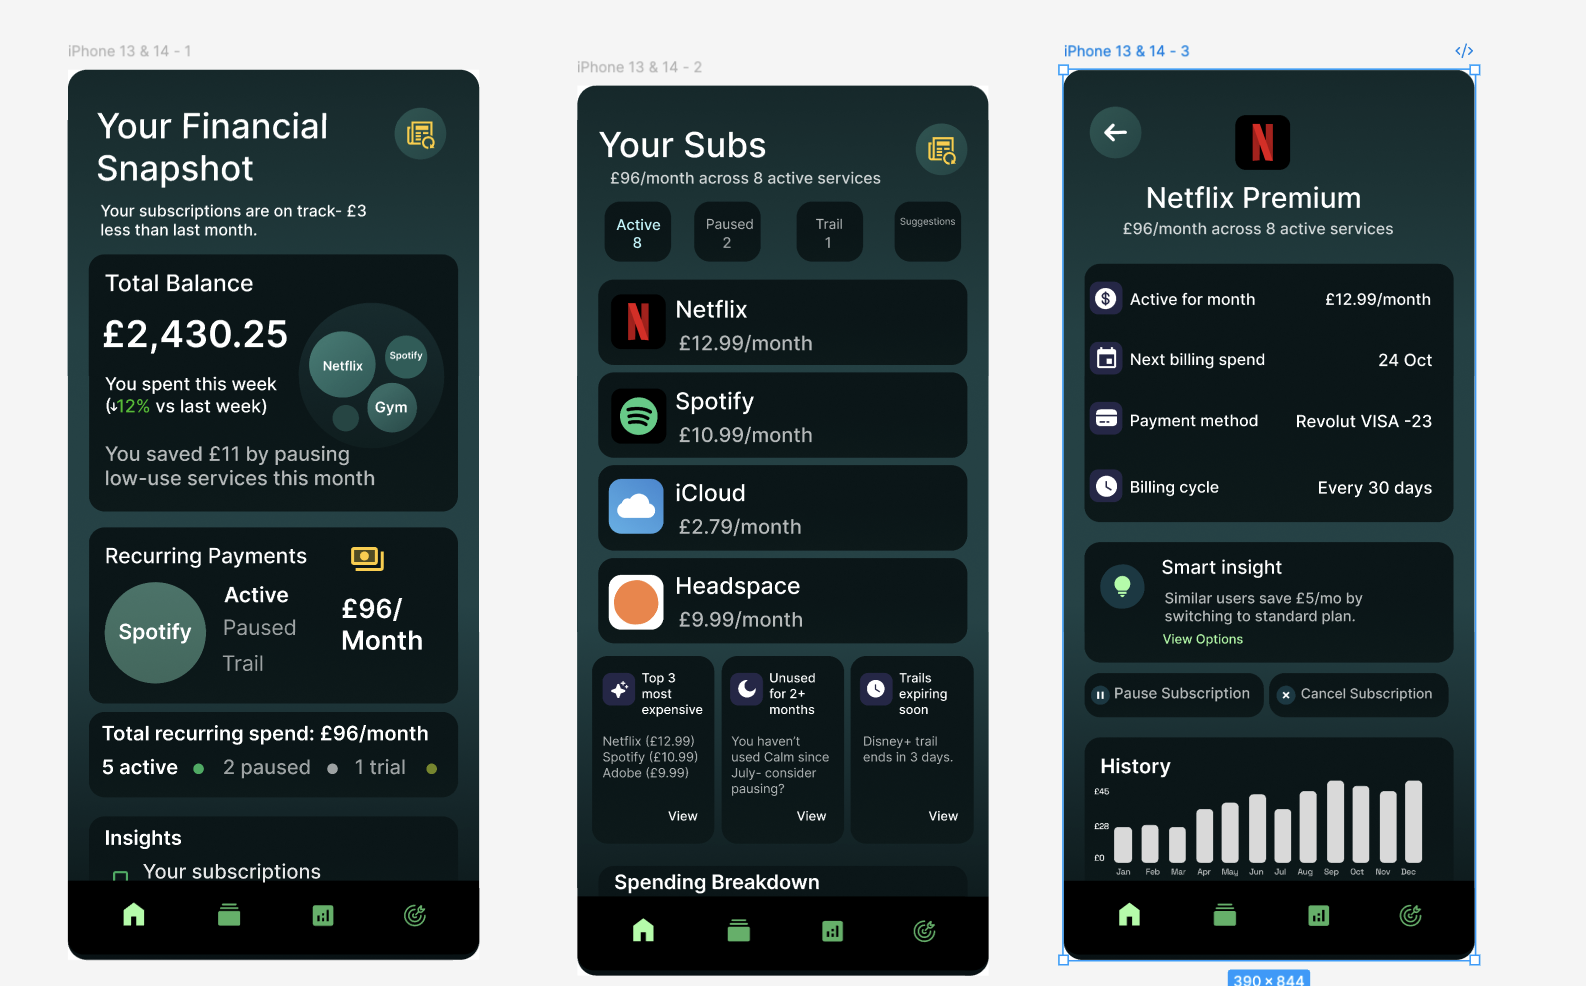 iPhone 13 & 14 - 1
Your Financial
Snapshot
Your subscriptions are on track- £3
less than last month.
Total Balance
£2,430.25
You spent this week
(↓12% vs last week)
You saved £11 by pausing
low-use services this month
Netflix
Spotify
Gym
Recurring Payments
Spotify
Active
Paused
Trail
£96/
Month
Total recurring spend: £96/month
5 active
2 paused
1 trial
Insights
Your subscriptions
iPhone 13 & 14 - 2
Your Subs
£96/month across 8 active services
Active
8
Paused
2
Trail
1
Suggestions
N
Netflix
£12.99/month
Spotify
£10.99/month
iCloud
£2.79/month
Headspace
£9.99/month
Top 3
most
expensive
Netflix (£12.99)
Spotify (£10.99)
Adobe (£9.99)
View
Unused
for 2+
months
You haven't
used Calm since
July- consider
pausing?
View
Trails
expiring
soon
Disney+ trail
ends in 3 days.
View
Spending Breakdown
iPhone 13 & 14 - 3
</>
N
Netflix Premium
£96/month across 8 active services
$
Active for month £12.99/month
Next billing spend 24 Oct
Payment method Revolut VISA -23
Billing cycle Every 30 days
Smart insight
Similar users save £5/mo by
switching to standard plan.
View Options
Pause Subscription
Cancel Subscription
History
£45
£28
£0
Jan Feb Mar Apr May Jun Jul Aug Sep Oct Nov Dec
390 × 844